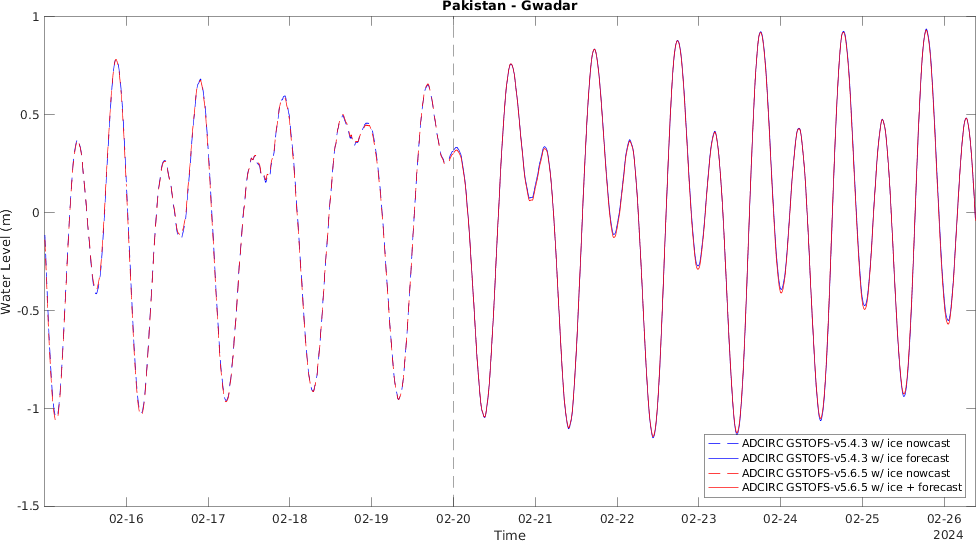 Pakistan - Gwadar
Water Level (m)
1
0.5
0
-0.5
-1
-1.5
02-16
02-17
02-18
02-19
02-20
02-21
02-22
02-23
02-24
02-25
02-26
2024
Time
ADCIRC GSTOFS-v5.4.3 w/ ice nowcast
ADCIRC GSTOFS-v5.4.3 w/ ice forecast
ADCIRC GSTOFS-v5.6.5 w/ ice nowcast
ADCIRC GSTOFS-v5.6.5 w/ ice + forecast